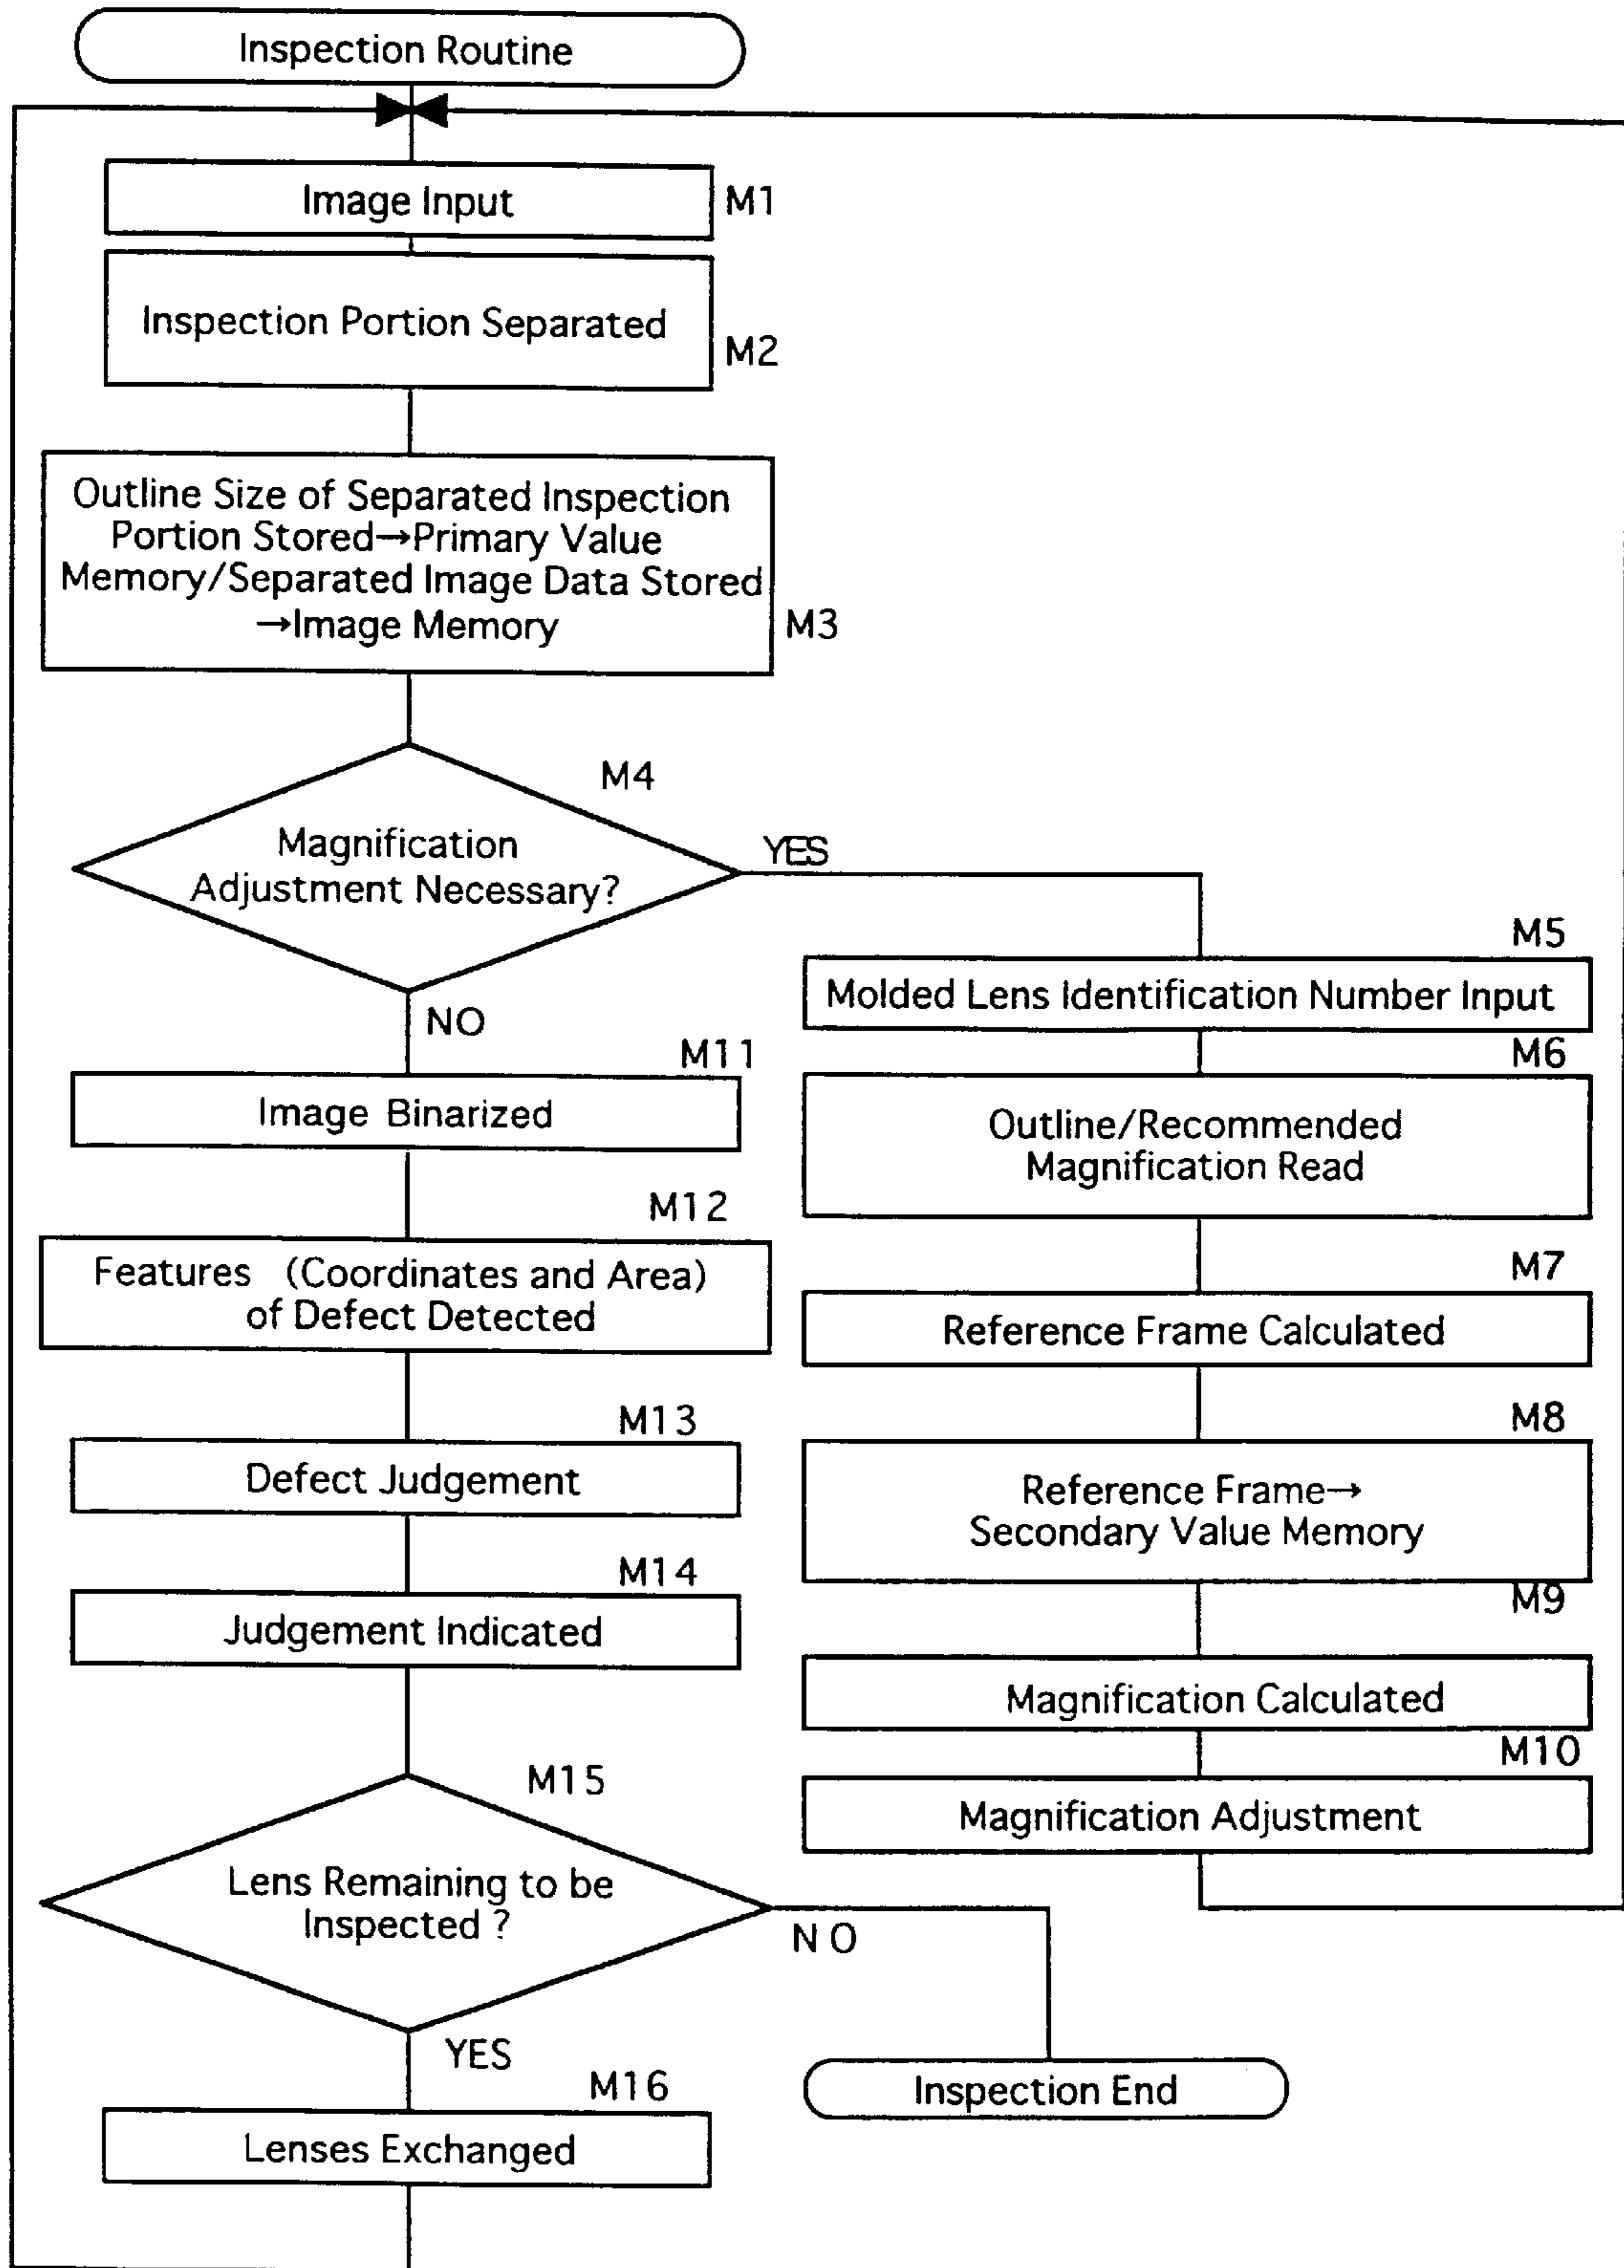 Inspection Routine
Image Input
M1
Inspection Portion Separated
M2
Outline Size of Separated Inspection
Portion Stored→Primary Value
Memory/Separated Image Data Stored
→Image Memory
M3
M4
Magnification
Adjustment Necessary?
YES
NO
M5
Molded Lens Identification Number Input
M6
Outline/Recommended
Magnification Read
M7
Reference Frame Calculated
M8
Reference Frame→
Secondary Value Memory
M9
Magnification Calculated
M10
Magnification Adjustment
M11
Image Binarized
M12
Features (Coordinates and Area)
of Defect Detected
M13
Defect Judgement
M14
Judgement Indicated
M15
Lens Remaining to be
Inspected ?
NO
YES
Inspection End
M16
Lenses Exchanged